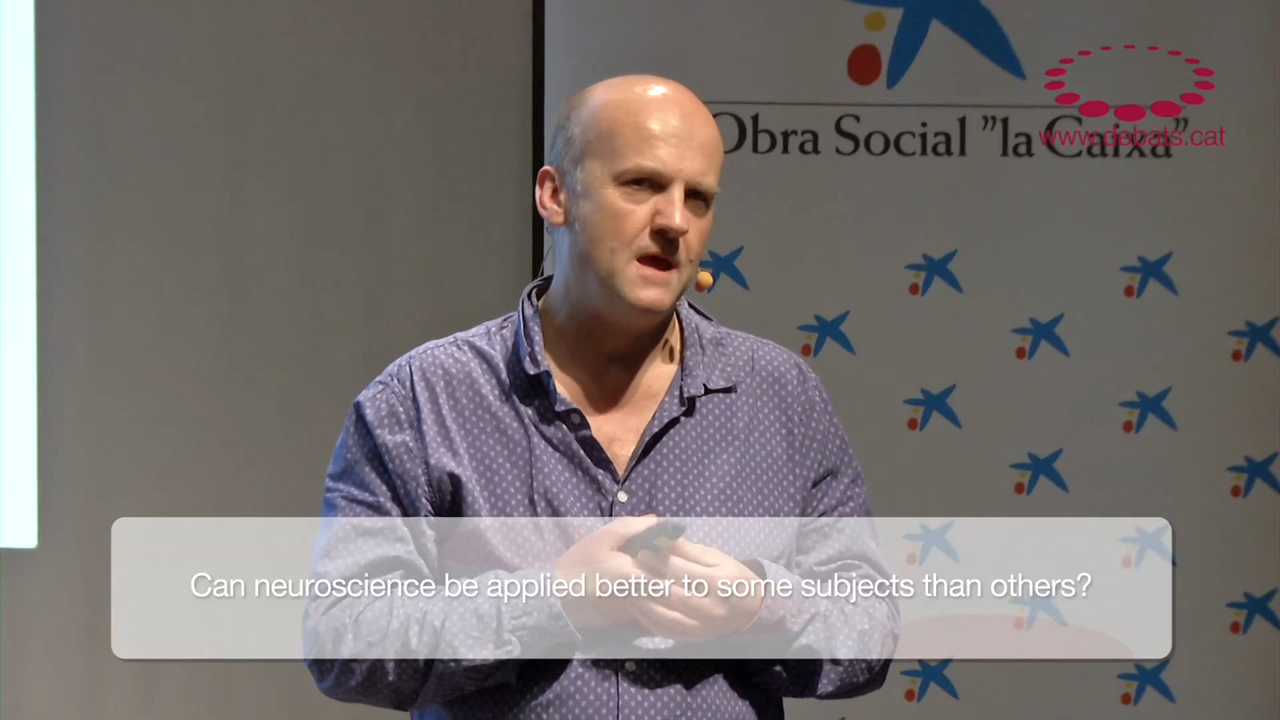 Obra Social ”la Caixa”
www.debats.cat
Can neuroscience be applied better to some subjects than others?